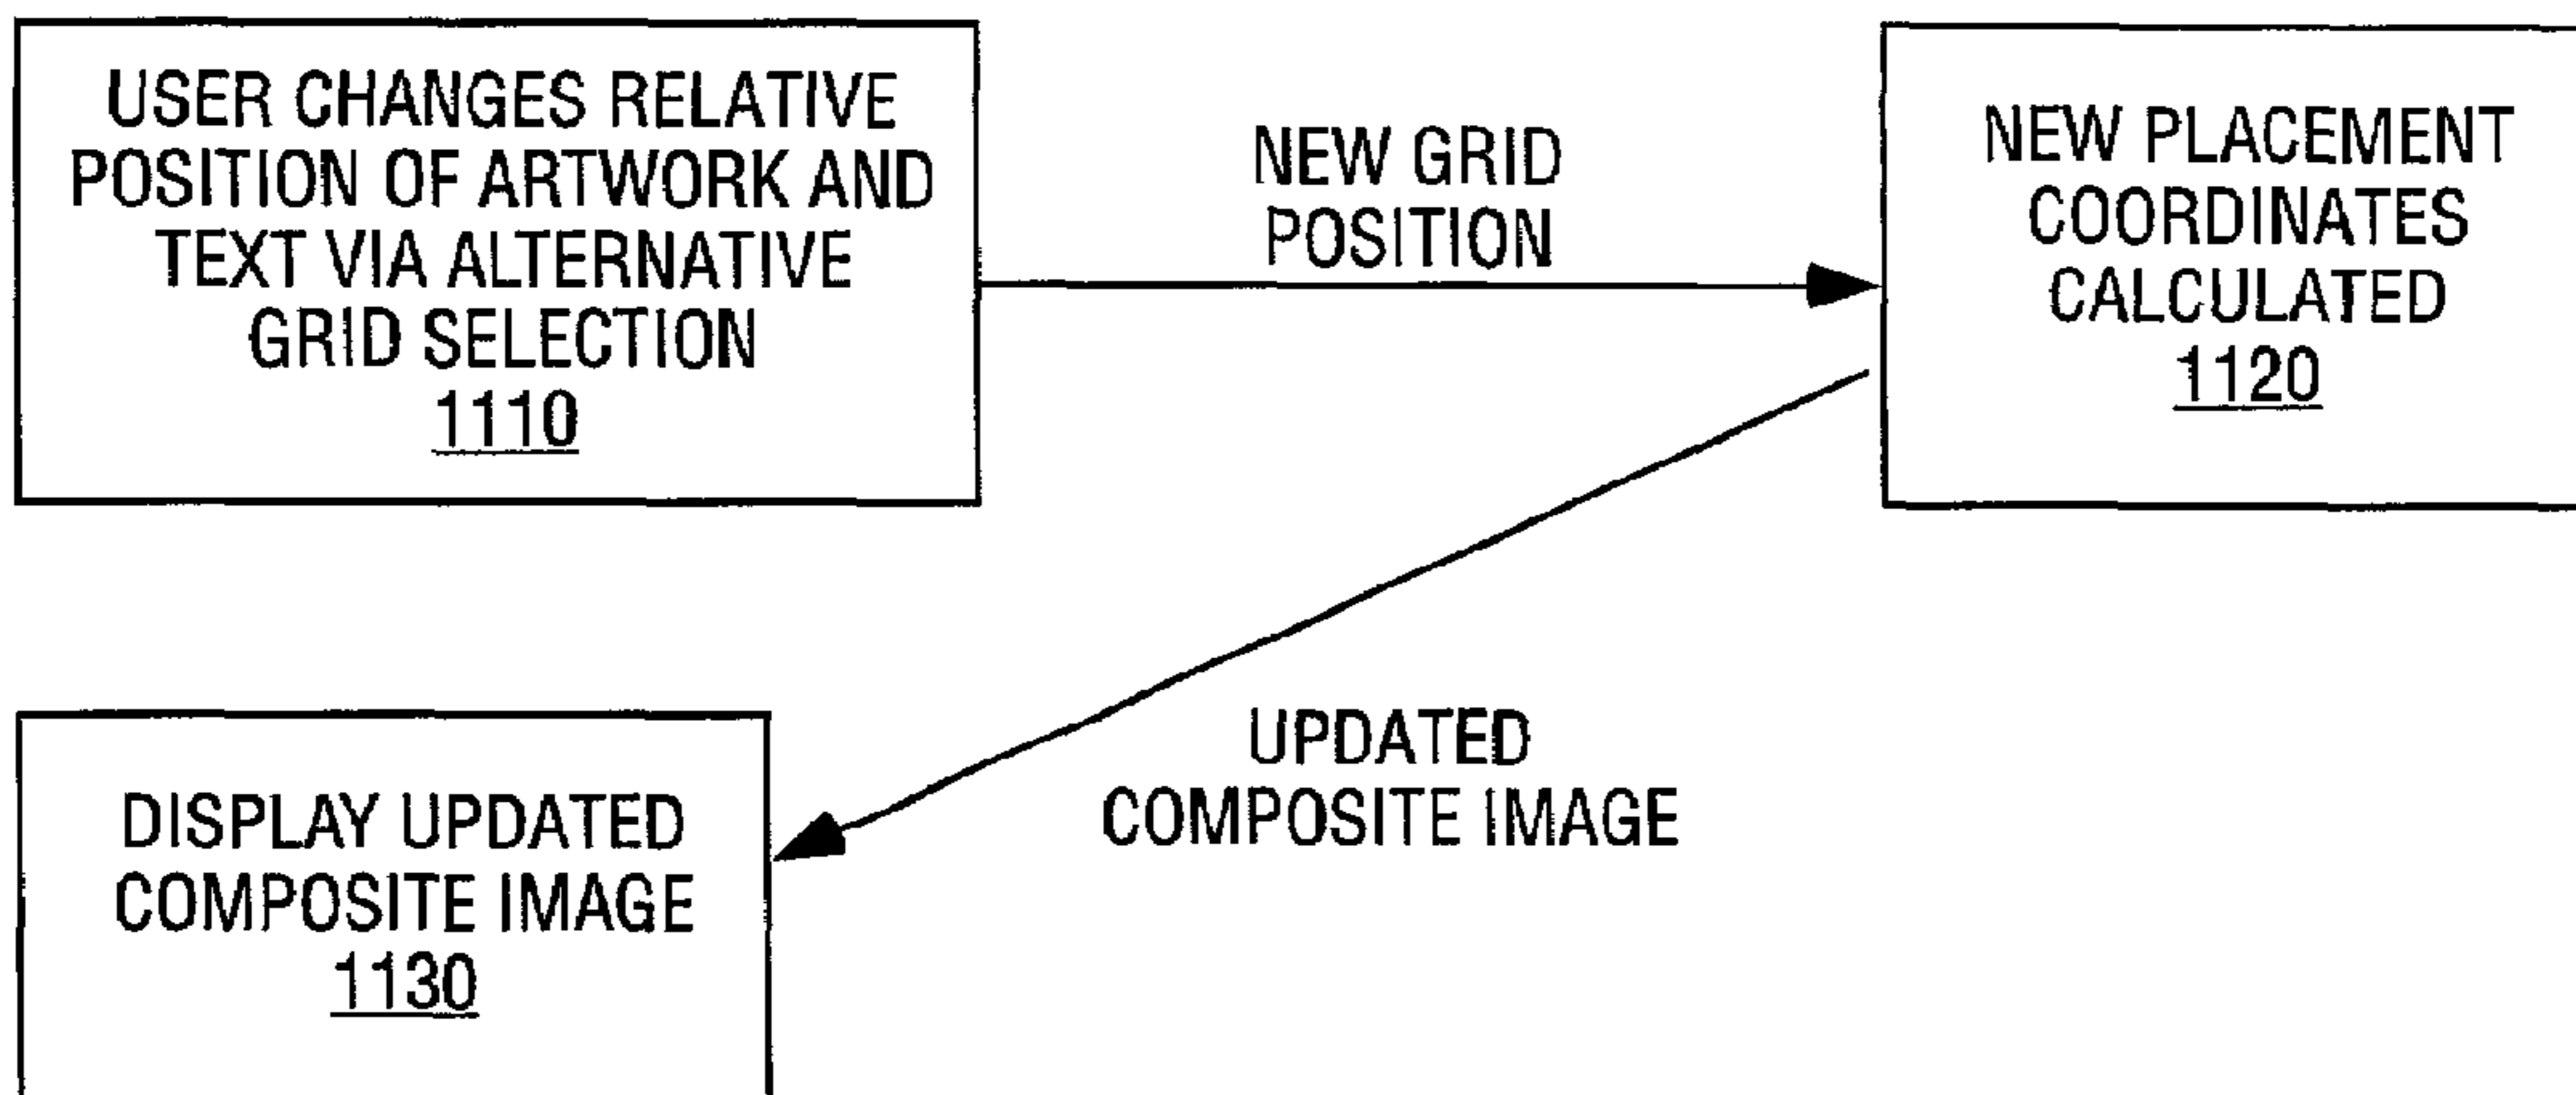 USER CHANGES RELATIVE
POSITION OF ARTWORK AND
TEXT VIA ALTERNATIVE
GRID SELECTION
1110
NEW GRID
POSITION
NEW PLACEMENT
COORDINATES
CALCULATED
1120
UPDATED
COMPOSITE IMAGE
DISPLAY UPDATED
COMPOSITE IMAGE
1130